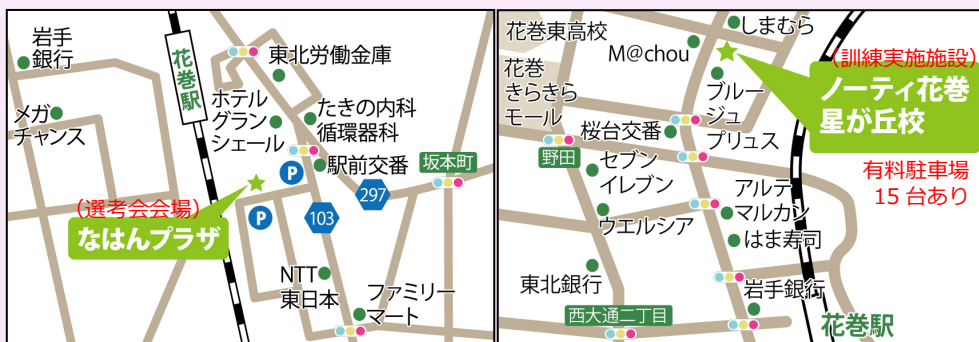 岩手
銀行
メガ
チャンス
花巻駅
東北労働金庫
ホテル
グラン
シェール
たきの内科
循環器科
駅前交番
坂本町
P
297
P
103
(選考会会場)
なはんプラザ
NTT
東日本
ファミリー
マート
花巻東高校
しまむら
M@chou
花巻
きらきら
モール
(訓練実施施設)
ノーティ花巻
星が丘校
ブルー
ジュ
プリュス
桜台交番
野田
セブン
イレブン
有料駐車場
15 台あり
アルテ
マルカン
ウエルシア
はま寿司
東北銀行
岩手銀行
西大通二丁目
花巻駅